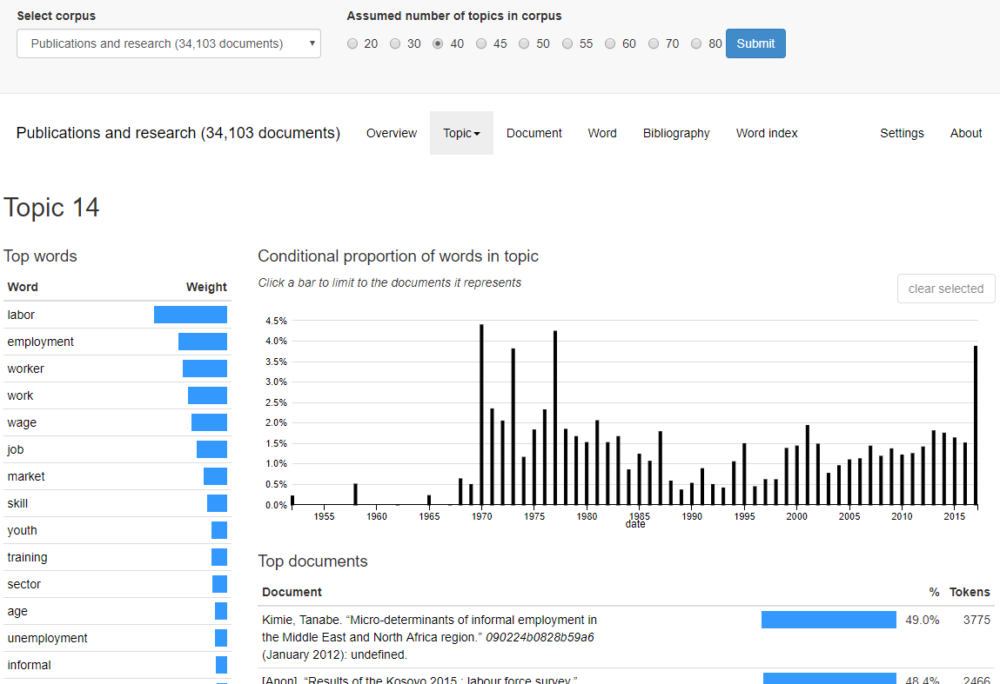 Select corpus
Assumed number of topics in corpus
Publications and research (34,103 documents)
20 30 40 45 50 55 60 70 80 Submit
Publications and research (34,103 documents) Overview Topic Document Word Bibliography Word index Settings About
Topic 14
Top words
Word Weight
labor
employment
worker
work
wage
job
market
skill
youth
training
sector
age
unemployment
informal
Conditional proportion of words in topic
Click a bar to limit to the documents it represents
clear selected
4.5%
4.0%
3.5%
3.0%
2.5%
2.0%
1.5%
1.0%
0.5%
0.0%
1955 1960 1965 1970 1975 1980 1985 1990 1995 2000 2005 2010 2015
date
Top documents
Document % Tokens
Kimie, Tanabe. “Micro-determinants of informal employment in 49.0% 3775
the Middle East and North Africa region.” 090224b0828b59a6
(January 2012): undefined.
[Anon]. “Results of the Kosovo 2015 : labour force survey.” 48.4% 2466